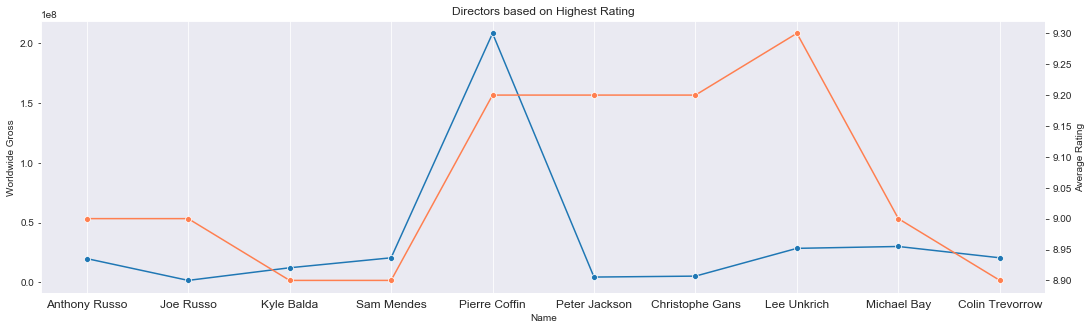 Directors based on Highest Rating
1e8
2.0
1.5
1.0
0.5
0.0
Worldwide Gross
9.30
9.25
9.20
9.15
9.10
9.05
9.00
8.95
8.90
Average Rating
Anthony Russo Joe Russo Kyle Balda Sam Mendes Pierre Coffin Peter Jackson Christophe Gans Lee Unkrich Michael Bay Colin Trevorrow
Name